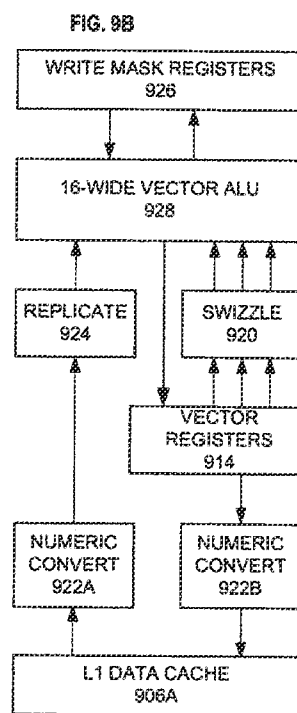 FIG. 9B
WRITE MASK REGISTERS
926
16-WIDE VECTOR ALU
928
REPLICATE
924
SWIZZLE
920
VECTOR
REGISTERS
914
NUMERIC
CONVERT
922A
NUMERIC
CONVERT
922B
L1 DATA CACHE
906A